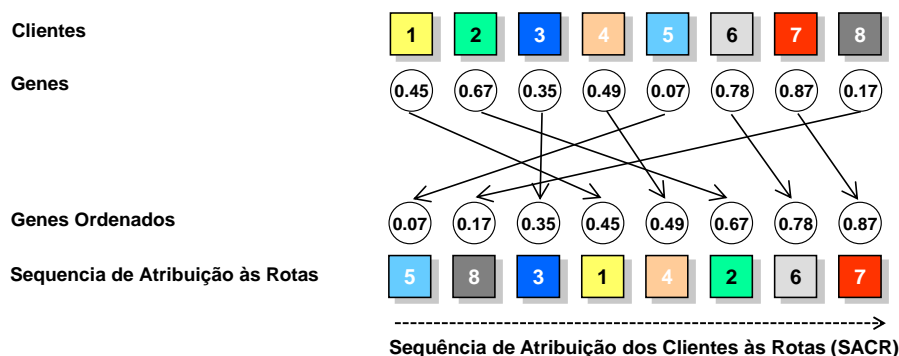 Clientes 1 2 3 4 5 6 7 8
Genes 0.45 0.67 0.35 0.49 0.07 0.78 0.87 0.17
Genes Ordenados 0.07 0.17 0.35 0.45 0.49 0.67 0.78 0.87
Sequencia de Atribuição às Rotas 5 8 3 1 4 2 6 7
Sequência de Atribuição dos Clientes às Rotas (SACR)